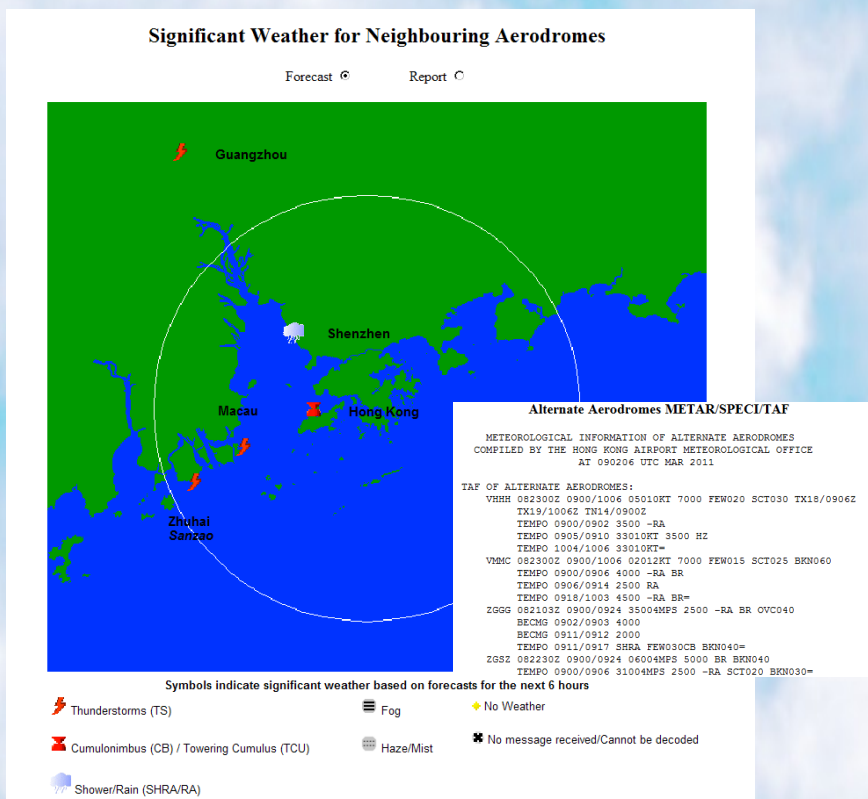 Significant Weather for Neighbouring Aerodromes
Forecast Report
Guangzhou
Shenzhen
Macau
Hong Kong
Zhuhai
Sanzao
Alternate Aerodromes METAR/SPECI/TAF
METEOROLOGICAL INFORMATION OF ALTERNATE AERODROMES
COMPILED BY THE HONG KONG AIRPORT METEOROLOGICAL OFFICE
AT 090206 UTC MAR 2011
TAF OF ALTERNATE AERODROMES:
VHHH 082300Z 0900/1006 05010KT 7000 FEW020 SCT030 TX18/0906Z
TX19/1006Z TN14/0900Z
TEMPO 0900/0902 3500 -RA
TEMPO 0905/0910 33010KT 3500 HZ
TEMPO 1004/1006 33010KT=
VMMC 082300Z 0900/1006 02012KT 7000 FEW015 SCT025 BKN060
TEMPO 0900/0906 4000 -RA BR
TEMPO 0906/0914 2500 RA
TEMPO 0918/1003 4500 -RA BR=
ZGGG 082103Z 0900/0924 35004MPS 2500 -RA BR OVC040
BECMG 0902/0903 4000
BECMG 0911/0912 2000
TEMPO 0911/0917 SHRA FEW030CB BKN040=
ZGSZ 082230Z 0900/0924 06004MPS 5000 BR BKN040
TEMPO 0900/0906 31004MPS 2500 -RA SCT020 BKN030=
Symbols indicate significant weather based on forecasts for the next 6 hours
Thunderstorms (TS)
Fog
No Weather
Cumulonimbus (CB) / Towering Cumulus (TCU)
Haze/Mist
No message received/Cannot be decoded
Shower/Rain (SHRA/RA)